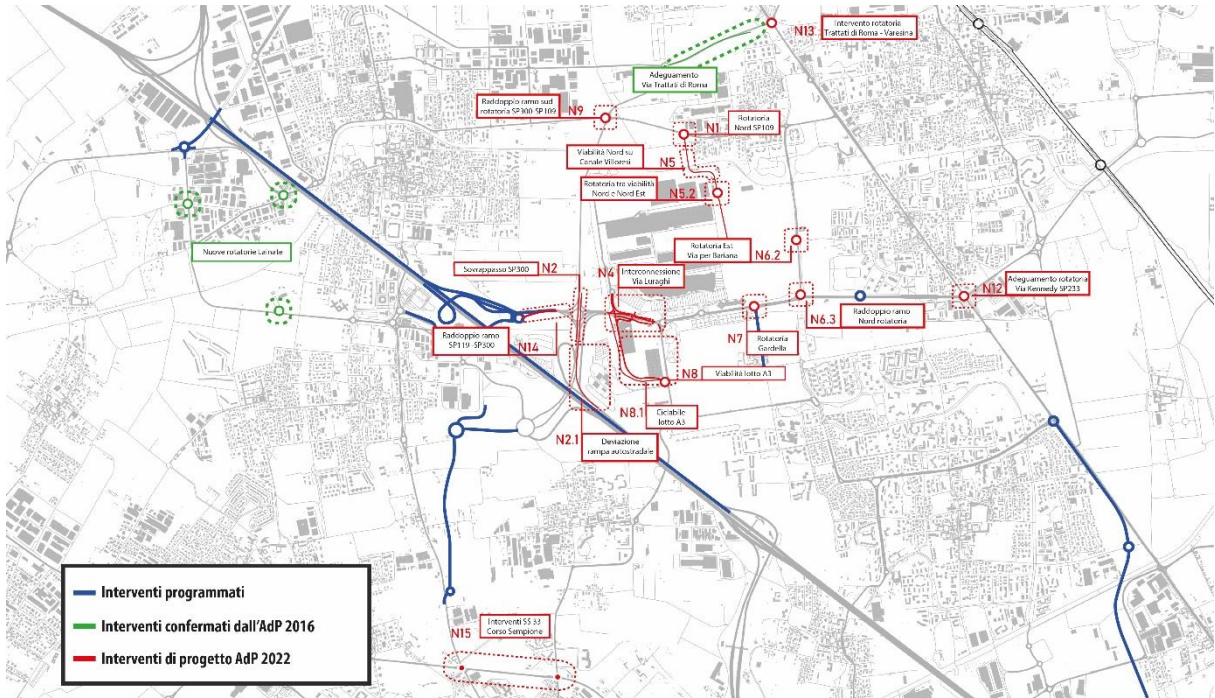 N13
Intervento rotatoria
Trattati di Roma - Varesina
Adeguamento
Via Trattati di Roma
Raddoppio ramo sud
rotatoria SP300-SP109
N9
N1
Rotatoria
Nord SP109
Viabilità Nord su
Canale Villoresi
N5
Rotatoria tra viabilità
Nord e Nord Est
N5.2
Nuove rotatorie Lainate
Rotatoria Est
Via per Bariana
N6.2
Sovrappasso SP300
N2
N4
Interconnessione
Via Luraghi
Adeguamento rotatoria
Via Kennedy SP233
N12
Raddoppio ramo
SP119 -SP300
N14
N7
Rotatoria
Gardella
N6.3
Raddoppio ramo
Nord rotatoria
N8
Viabilità lotto A3
N8.1
Ciclabile
lotto A3
N2.1
Deviazione
rampa autostradale
Interventi programmati
Interventi confermati dall'AdP 2016
Interventi di progetto AdP 2022
N15
Interventi SS 33
Corso Sempione